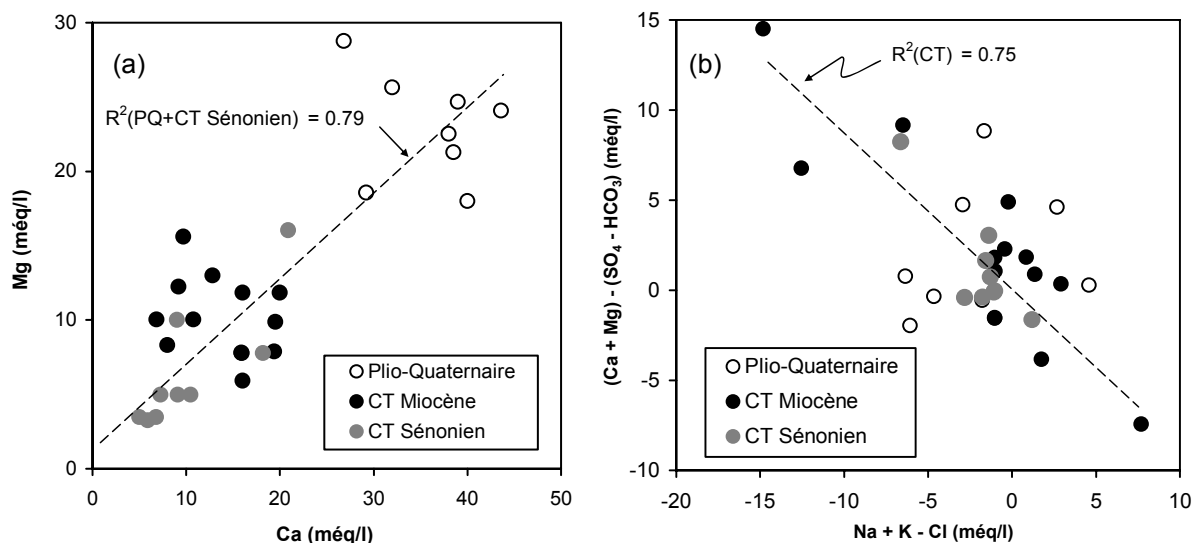 (a)
R²(PQ+CT Sénonien) = 0.79
Mg (méq/l)
30
20
10
0
Plio-Quaternaire
CT Miocène
CT Sénonien
0 10 20 30 40 50
Ca (méq/l)
(b)
R²(CT) = 0.75
(Ca + Mg) - (SO₄ - HCO₃) (méq/l)
15
10
5
0
-5
-10
Plio-Quaternaire
CT Miocène
CT Sénonien
-20 -15 -10 -5 0 5 10
Na + K - Cl (méq/l)